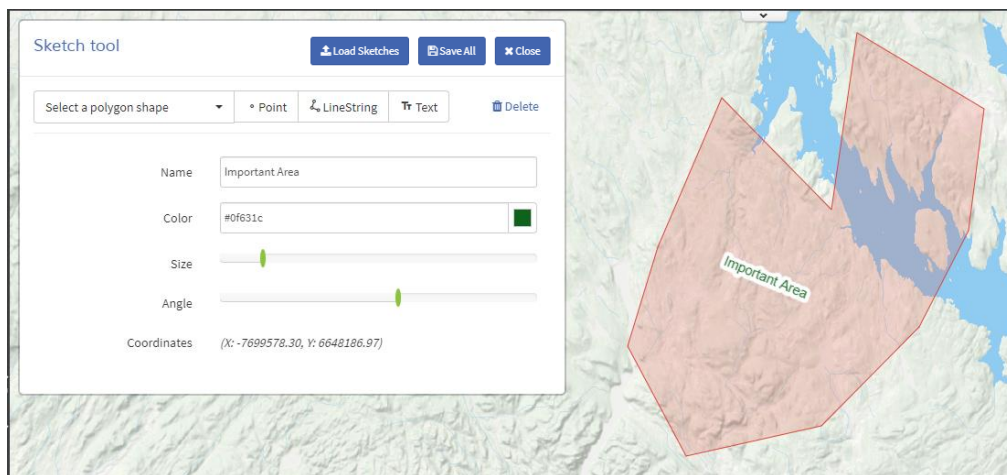 Sketch tool
Load Sketches
Save All
Close
Select a polygon shape
Point
LineString
Text
Delete
Name
Important Area
Color
#0f631c
Size
Angle
Coordinates
(X: -7699578.30, Y: 6648186.97)
Important Area